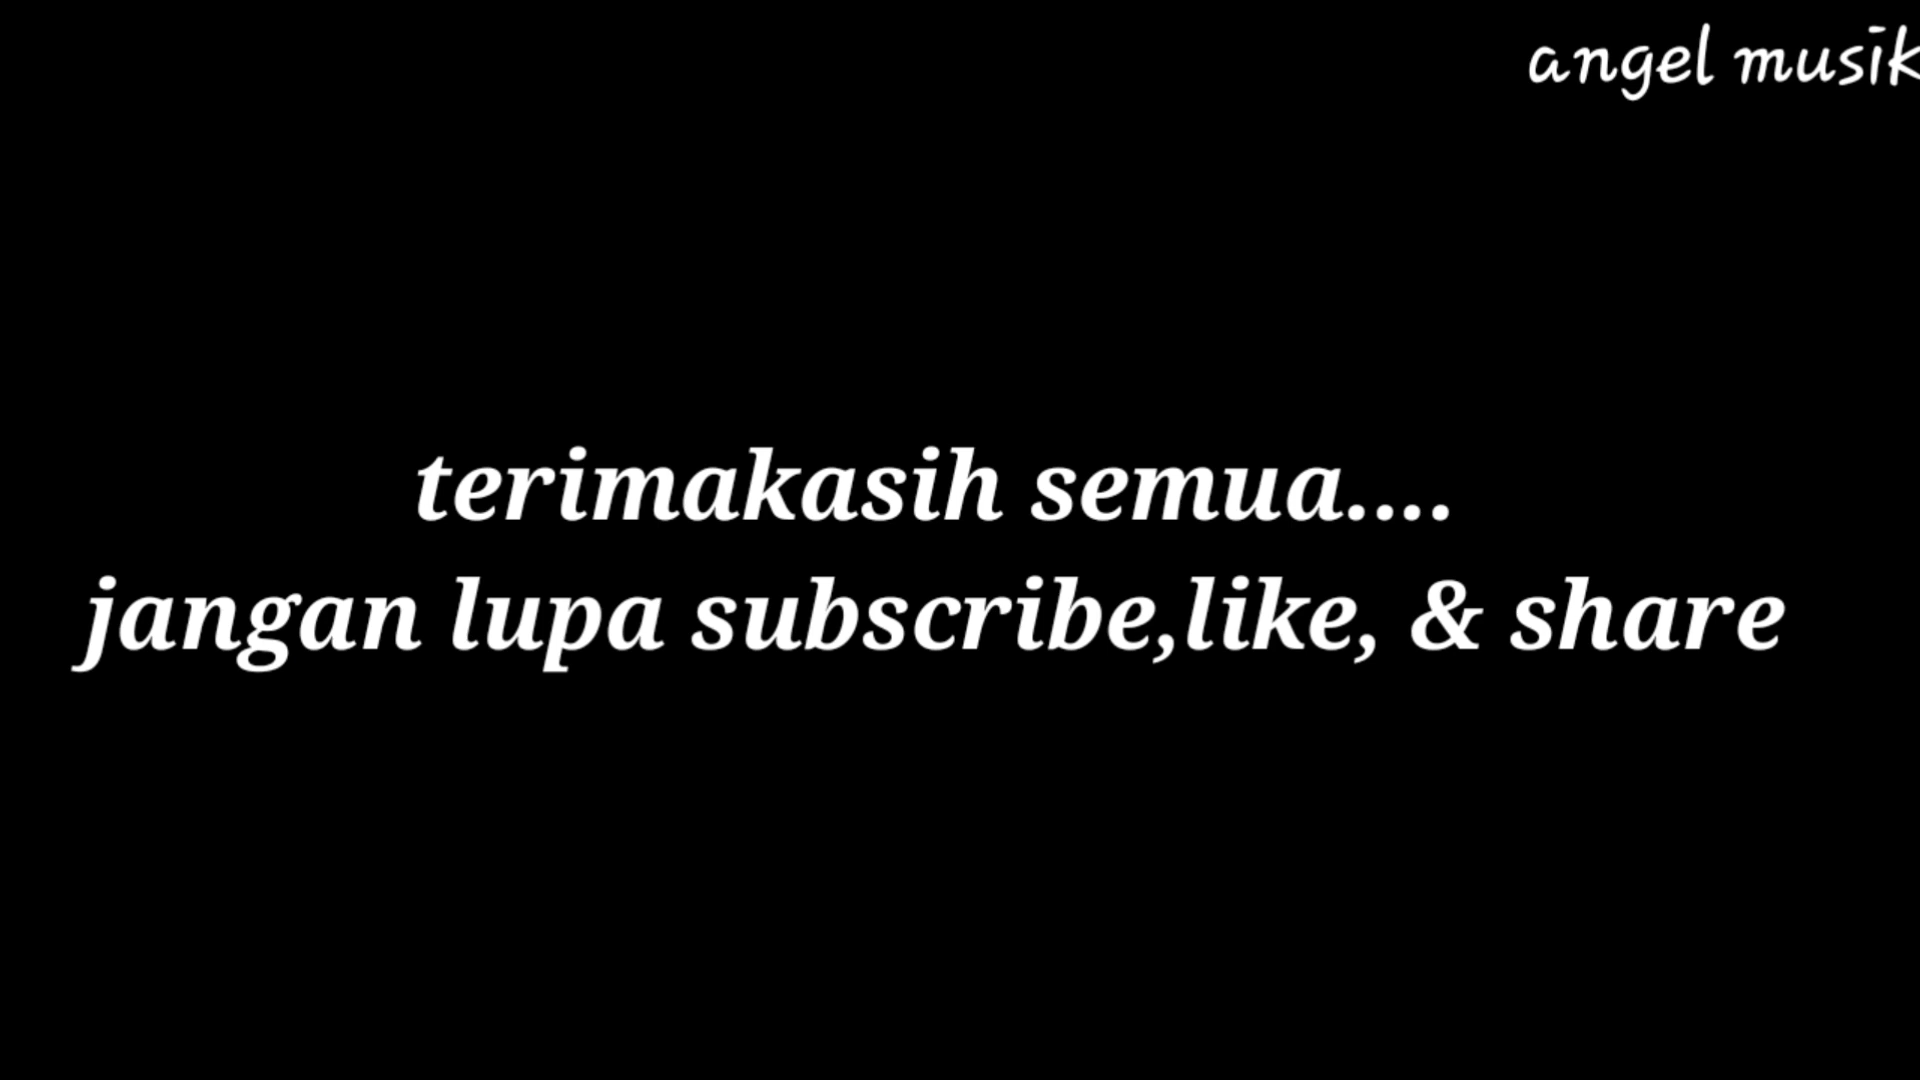 angel musik
terimakasih semua....
jangan lupa subscribe,like, & share